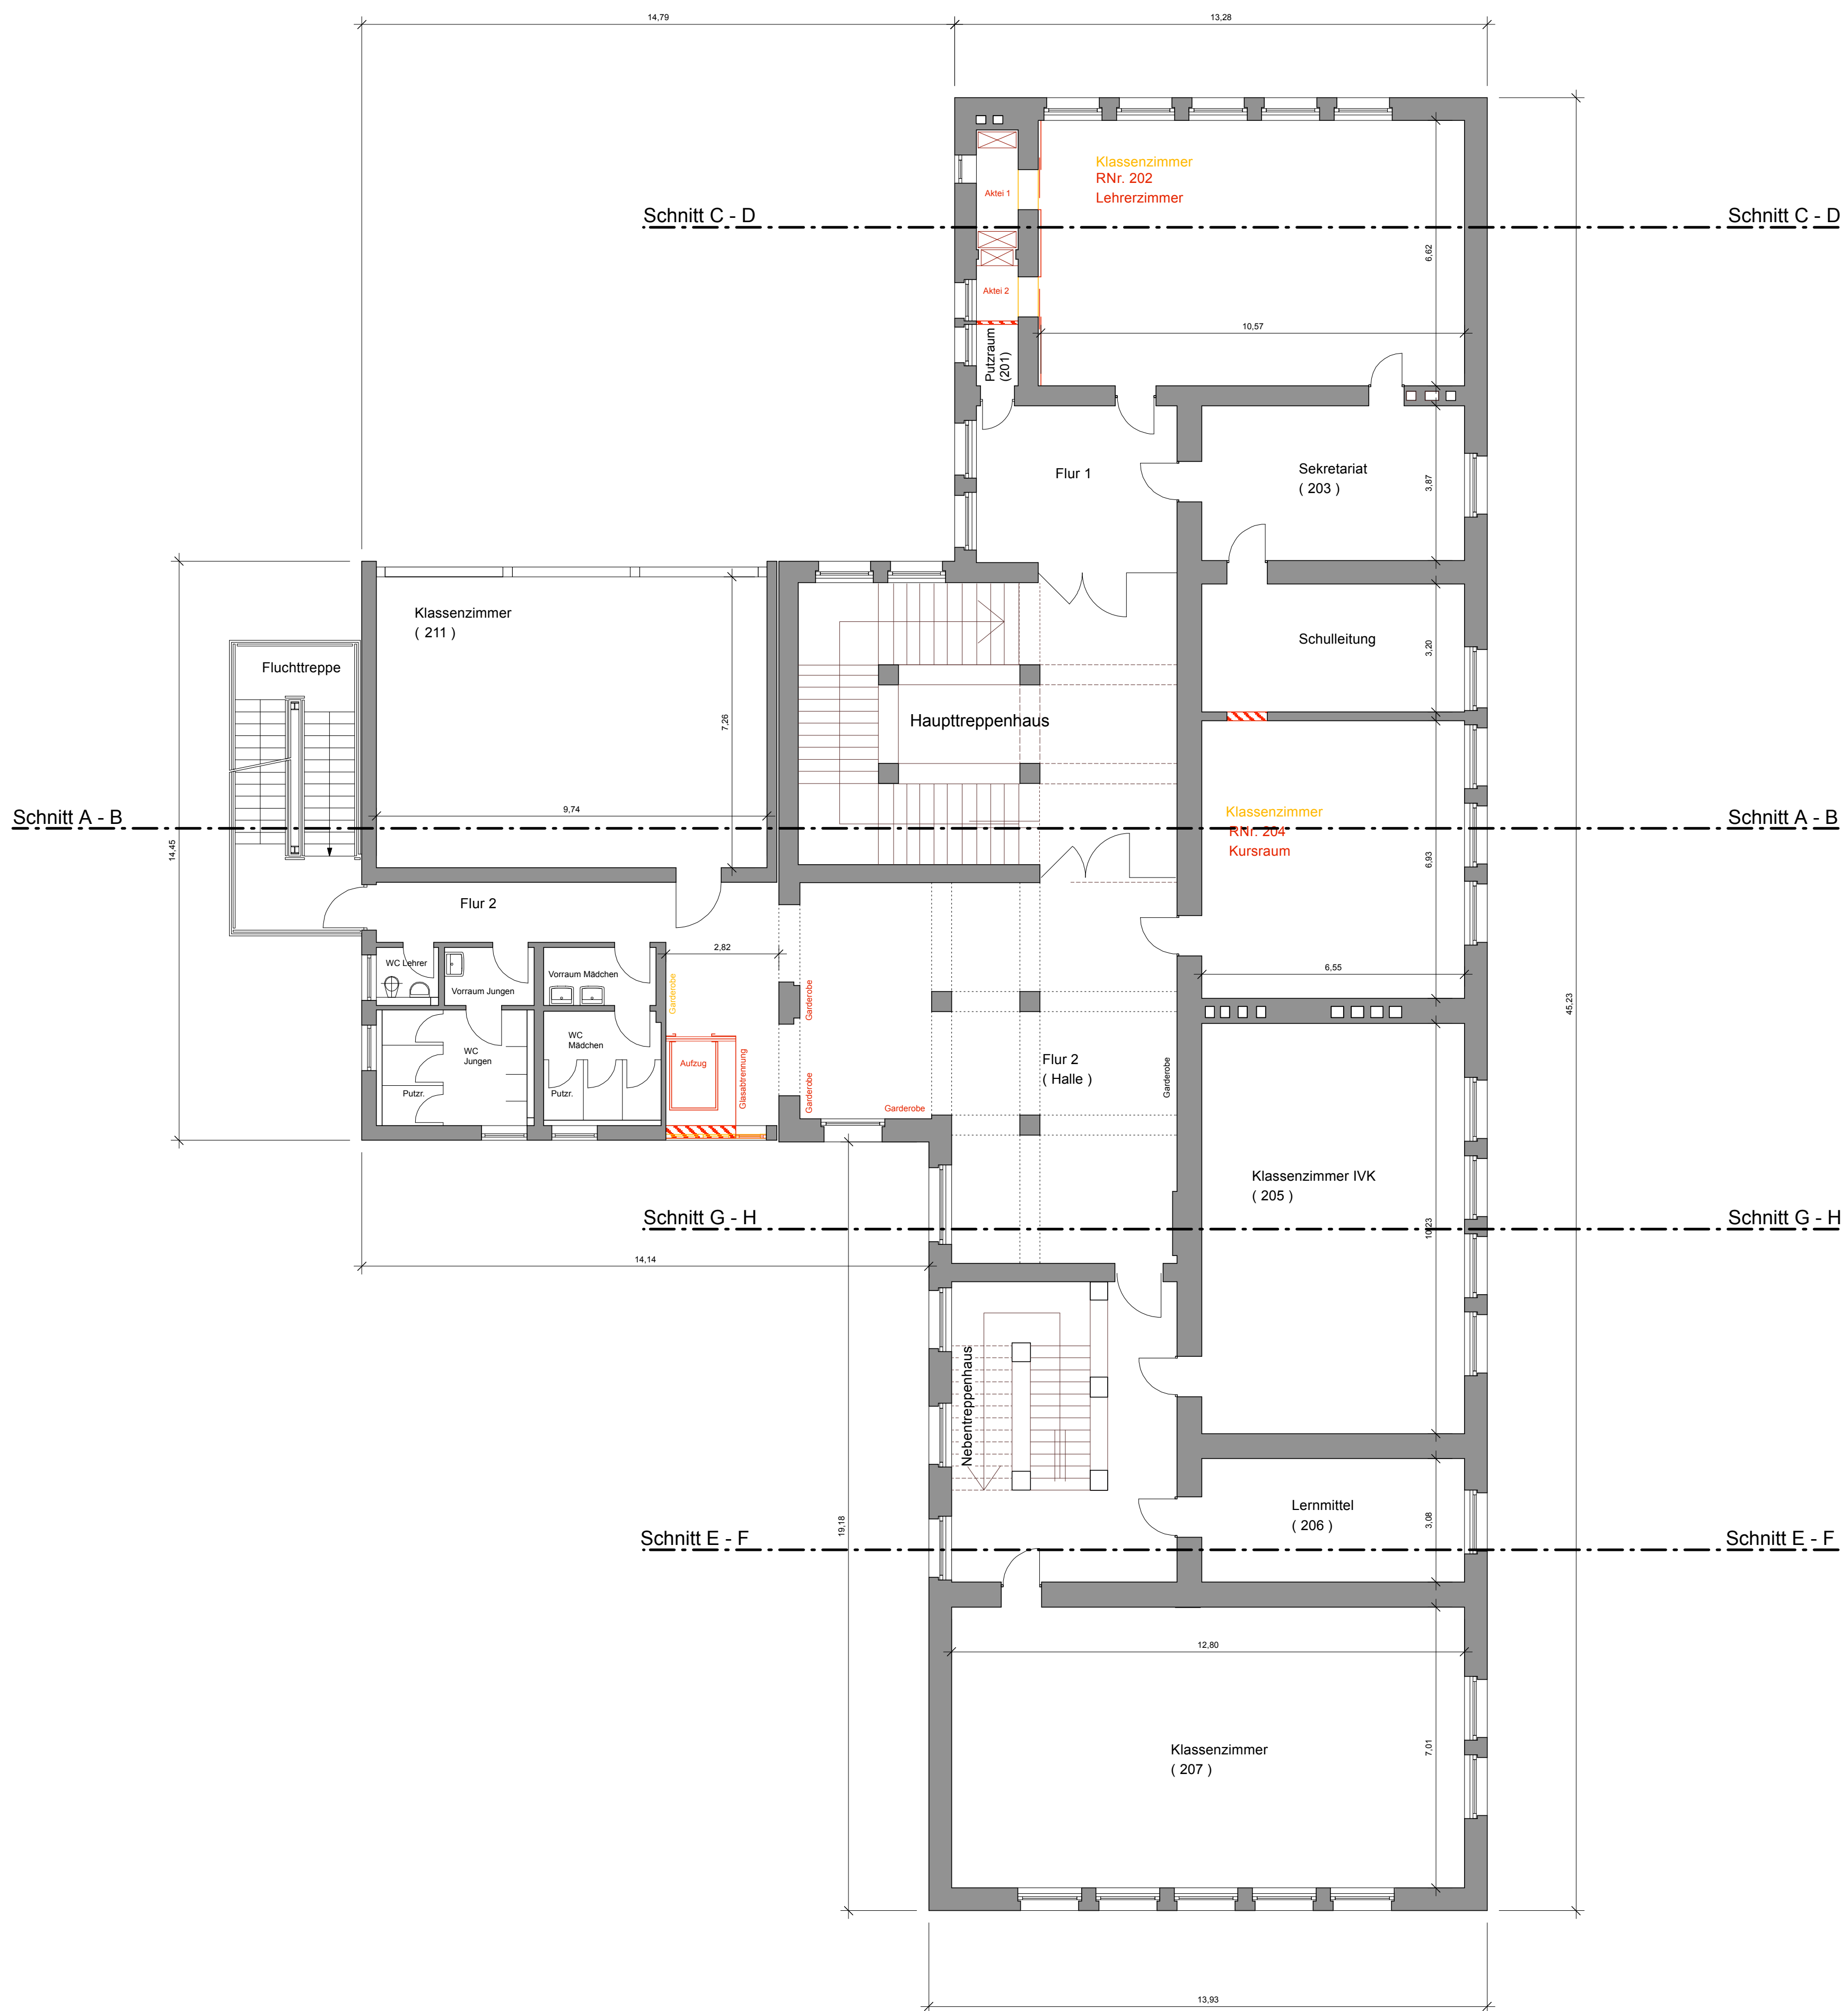 14,79
13,28
Klassenzimmer
RNr. 202
Lehrerzimmer
Aktei 1
Schnitt C - D
Schnitt C - D
6,62
Aktei 2
10,57
Putzraum
(201)
Flur 1
Sekretariat
( 203 )
3,87
Klassenzimmer
( 211 )
Schulleitung
3,20
Fluchttreppe
7,26
Haupttreppenhaus
9,74
Klassenzimmer
RNr. 204
Kursraum
Schnitt A - B
Schnitt A - B
14,45
6,93
Flur 2
2,82
WC Lehrer
Vorraum Jungen
Vorraum Mädchen
Garderobe
Garderobe
6,55
45,23
WC
Jungen
WC
Mädchen
Aufzug
Glasabtrennung
Flur 2
( Halle )
Garderobe
Putzr.
Putzr.
Garderobe
Garderobe
Klassenzimmer IVK
( 205 )
Schnitt G - H
Schnitt G - H
10,23
14,14
Nebentreppenhaus
Lernmittel
( 206 )
3,08
19,18
Schnitt E - F
Schnitt E - F
12,80
Klassenzimmer
( 207 )
7,01
13,93